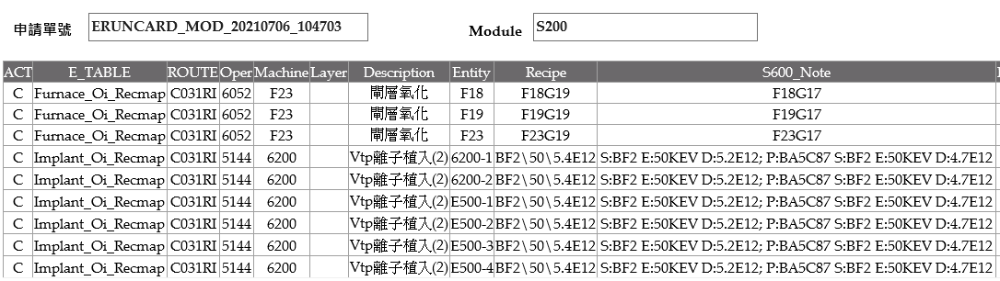 申請單號 ERUNCARD_MOD_20210706_104703 Module S200
ACT E_TABLE ROUTE Oper Machine Layer Description Entity Recipe S600_Note
C Furnace_Oi_Recmap C031RI 6052 F23 閘層氧化 F18 F18G19 F18G17
C Furnace_Oi_Recmap C031RI 6052 F23 閘層氧化 F19 F19G19 F19G17
C Furnace_Oi_Recmap C031RI 6052 F23 閘層氧化 F23 F23G19 F23G17
C Implant_Oi_Recmap C031RI 5144 6200 Vtp離子植入(2) 6200-1 BF2\50\5.4E12 S:BF2 E:50KEV D:5.2E12; P:BA5C87 S:BF2 E:50KEV D:4.7E12
C Implant_Oi_Recmap C031RI 5144 6200 Vtp離子植入(2) 6200-2 BF2\50\5.4E12 S:BF2 E:50KEV D:5.2E12; P:BA5C87 S:BF2 E:50KEV D:4.7E12
C Implant_Oi_Recmap C031RI 5144 6200 Vtp離子植入(2) E500-1 BF2\50\5.4E12 S:BF2 E:50KEV D:5.2E12; P:BA5C87 S:BF2 E:50KEV D:4.7E12
C Implant_Oi_Recmap C031RI 5144 6200 Vtp離子植入(2) E500-2 BF2\50\5.4E12 S:BF2 E:50KEV D:5.2E12; P:BA5C87 S:BF2 E:50KEV D:4.7E12
C Implant_Oi_Recmap C031RI 5144 6200 Vtp離子植入(2) E500-3 BF2\50\5.4E12 S:BF2 E:50KEV D:5.2E12; P:BA5C87 S:BF2 E:50KEV D:4.7E12
C Implant_Oi_Recmap C031RI 5144 6200 Vtp離子植入(2) E500-4 BF2\50\5.4E12 S:BF2 E:50KEV D:5.2E12; P:BA5C87 S:BF2 E:50KEV D:4.7E12